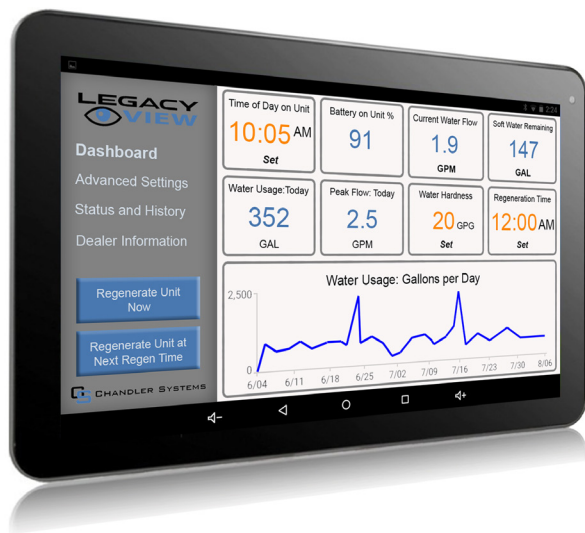 2:24
LEGACY
VIEW
Dashboard
Advanced Settings
Status and History
Dealer Information
Regenerate Unit
Now
Regenerate Unit at
Next Regen Time
CHANDLER SYSTEMS
Time of Day on Unit
10:05 AM
Set
Battery on Unit %
91
Current Water Flow
1.9
GPM
Soft Water Remaining
147
GAL
Water Usage:Today
352
GAL
Peak Flow: Today
2.5
GPM
Water Hardness
20 GPG
Set
Regeneration Time
12:00 AM
Set
Water Usage: Gallons per Day
2,500
0
6/04 6/11 6/18 6/25 7/02 7/09 7/16 7/23 7/30 8/06